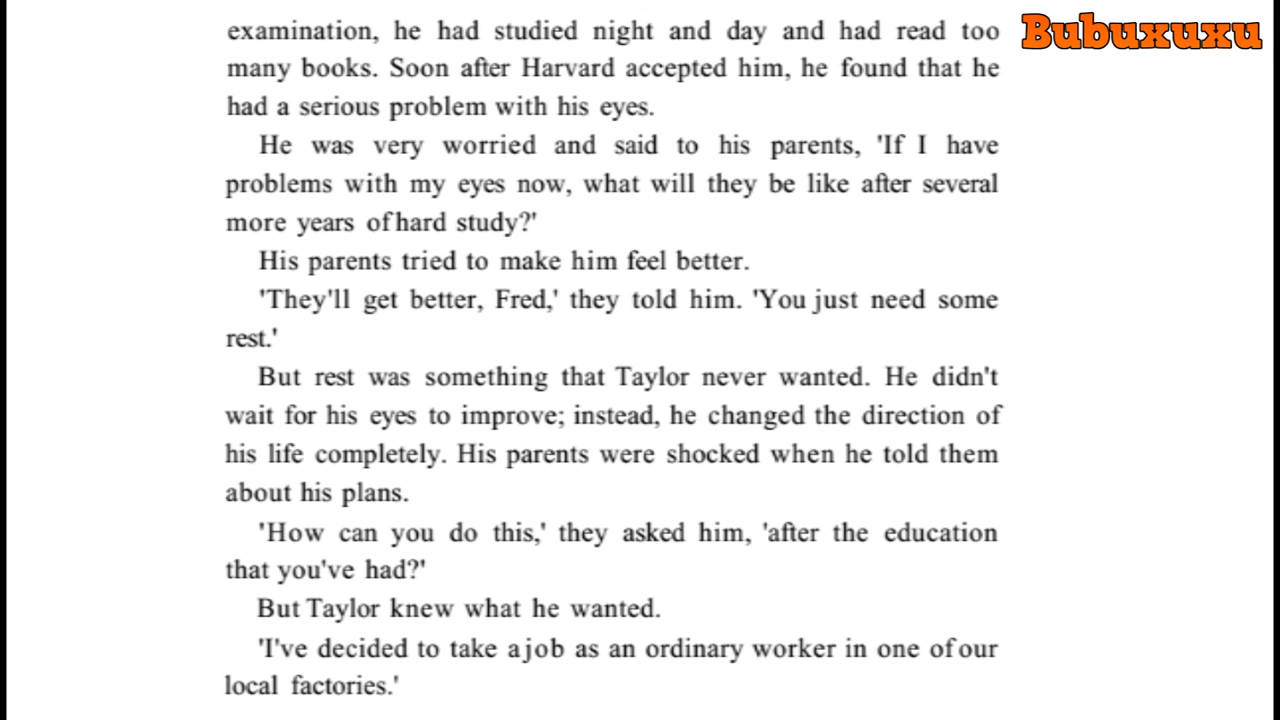 examination, he had studied night and day and had read too
many books. Soon after Harvard accepted him, he found that he
had a serious problem with his eyes.
He was very worried and said to his parents, 'If I have
problems with my eyes now, what will they be like after several
more years of hard study?'
His parents tried to make him feel better.
'They'll get better, Fred,' they told him. 'You just need some
rest.'
But rest was something that Taylor never wanted. He didn't
wait for his eyes to improve; instead, he changed the direction of
his life completely. His parents were shocked when he told them
about his plans.
'How can you do this,' they asked him, 'after the education
that you've had?'
But Taylor knew what he wanted.
'I've decided to take a job as an ordinary worker in one of our
local factories.'
Bubuxuxu